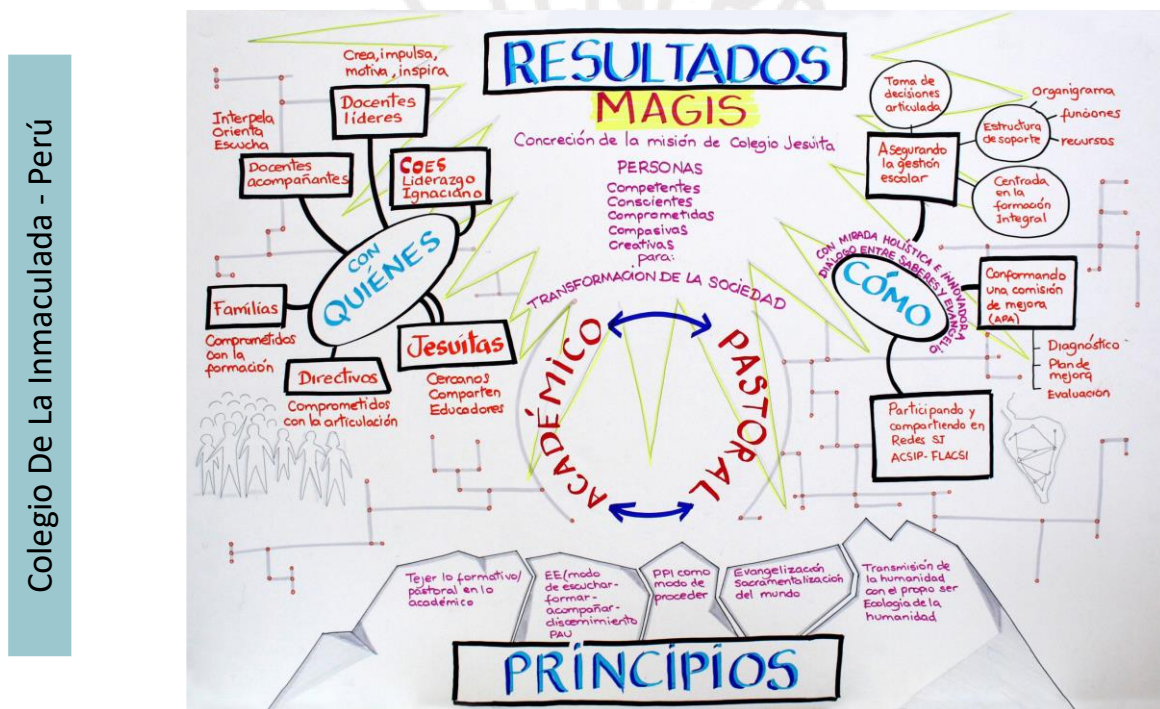 Colegio De La Inmaculada - Perú
RESULTADOS
MAGIS
Concreción de la misión de Colegio Jesuita
PERSONAS
Competentes
Conscientes
Comprometidas
Compasivas
Creativas
para:
TRANSFORMACIÓN DE LA SOCIEDAD
ACADÉMICO
PASTORAL
CON
QUIÉNES
Crea, impulsa,
motiva, inspira
Docentes
líderes
Interpela
Orienta
Escucha
Docentes
acompañantes
COES
Liderazgo
Ignaciano
Familias
Comprometidos
con la
formación
Directivos
Comprometidos
con la articulación
Jesuitas
Cercanos
Comparten
Educadores
CÓMO
CON MIRADA HOLÍSTICA E INNOVADORA
DIÁLOGO ENTRE SABERES Y EVANGELIO
Toma de
decisiones
articulada
Asegurando
la gestión
escolar
Estructura
de soporte
Organigrama
funciones
recursos
Centrada
en la
formación
Integral
Conformando
una comisión
de mejora
(APA)
Diagnóstico
Plan de
mejora
Evaluación
Participando y
compartiendo en
Redes SJ
ACSIP-FLACSI
Tejer lo formativo/
pastoral en lo
académico
EE (modo
de escuchar-
formar-
acompañar-
discernimiento
PAU
PPI como
modo de
proceder
Evangelización
Sacramentalización
del mundo
Transmisión de
la humanidad
con el propio ser
Ecología de la
humanidad
PRINCIPIOS